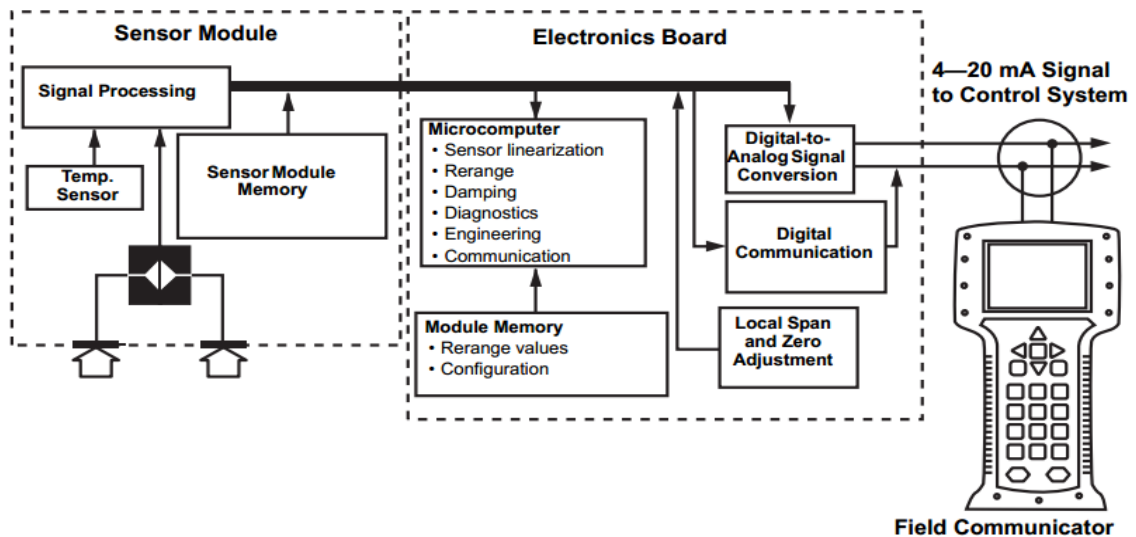 Sensor Module
Signal Processing
Temp.
Sensor
Sensor Module
Memory
Electronics Board
Microcomputer
• Sensor linearization
• Rerange
• Damping
• Diagnostics
• Engineering
• Communication
Module Memory
• Rerange values
• Configuration
Digital-to-
Analog Signal
Conversion
Digital
Communication
Local Span
and Zero
Adjustment
4—20 mA Signal
to Control System
Field Communicator